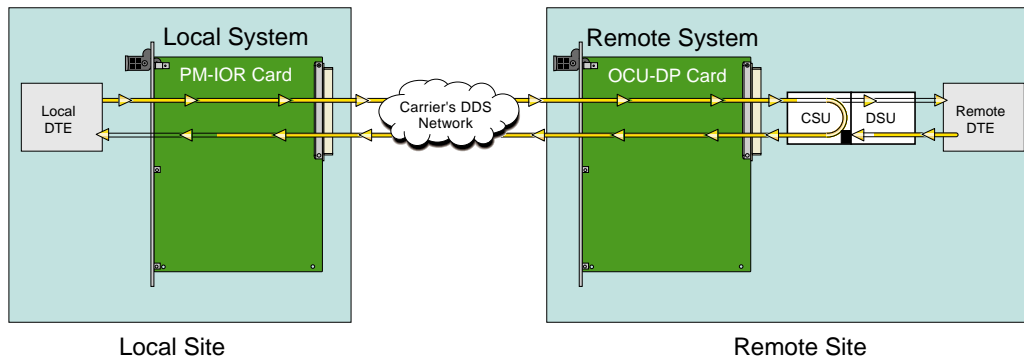 Local System
PM-IOR Card
Local
DTE
Carrier's DDS
Network
Remote System
OCU-DP Card
CSU
DSU
Remote
DTE
Local Site
Remote Site